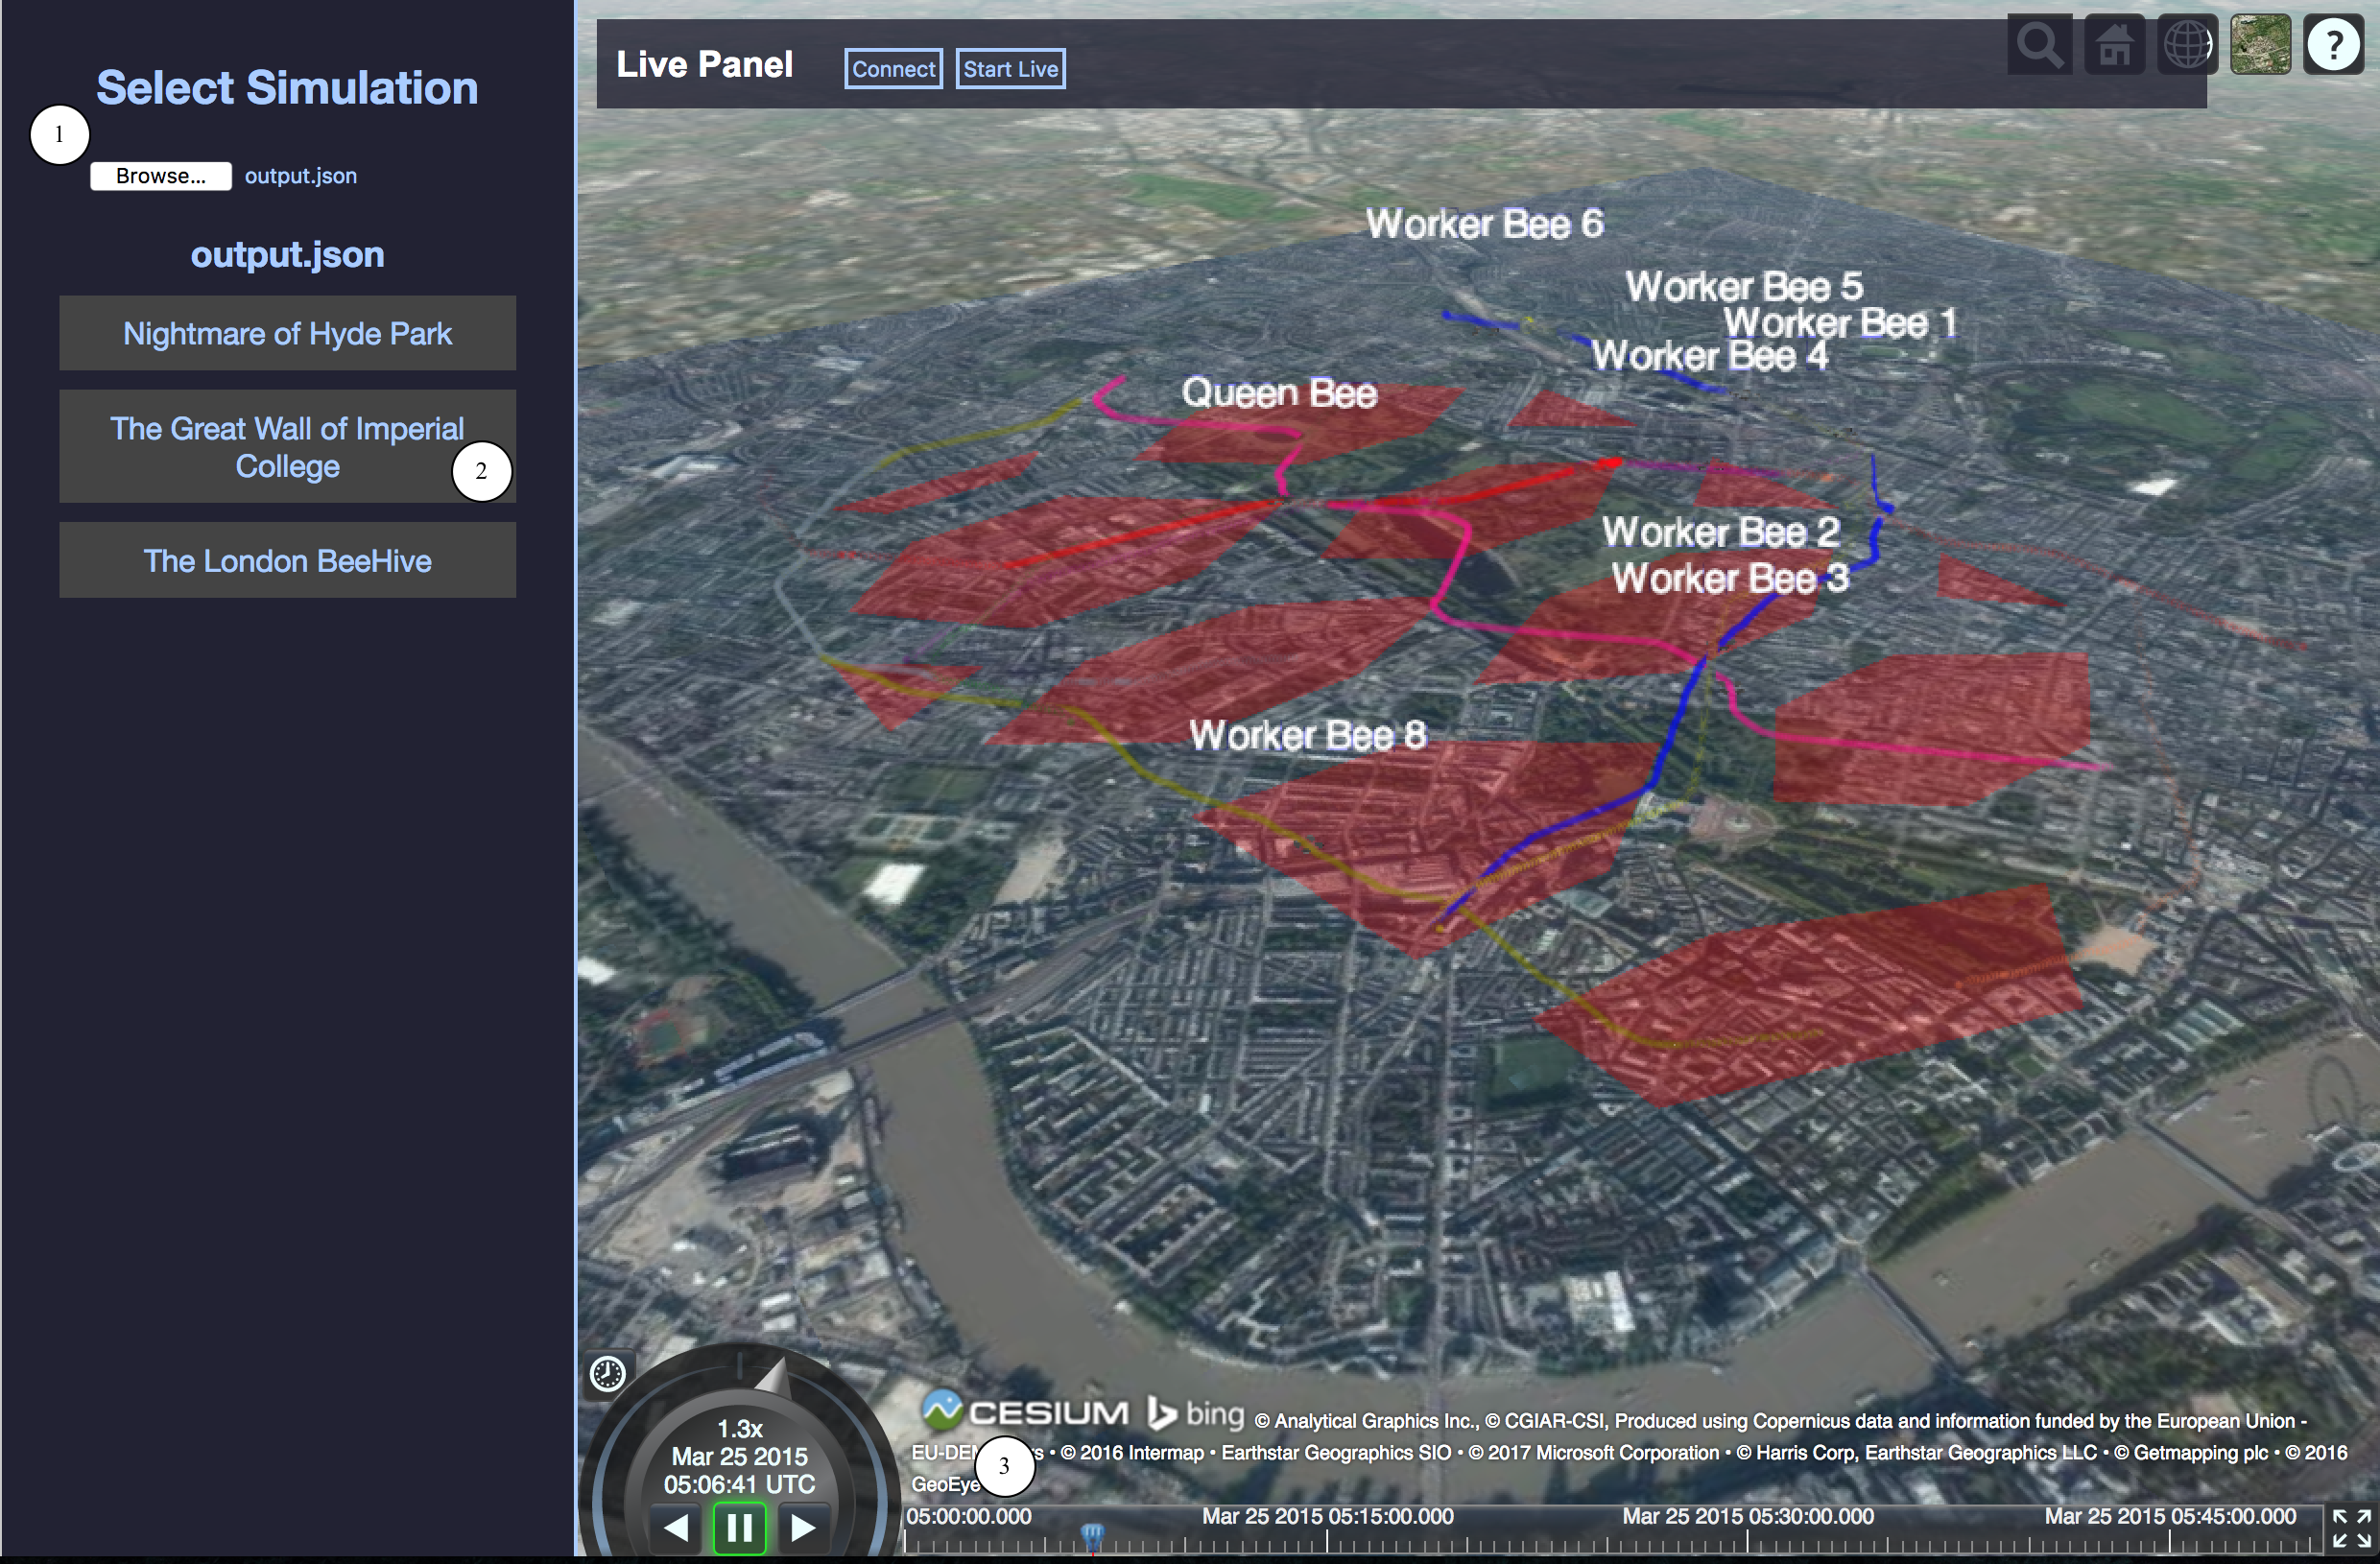 Select Simulation
1
Browse...
output.json
output.json
Nightmare of Hyde Park
The Great Wall of Imperial
College
2
The London BeeHive
Live Panel
Connect
Start Live
?
Worker Bee 6
Worker Bee 5
Worker Bee 1
Worker Bee 4
Queen Bee
Worker Bee 2
Worker Bee 3
Worker Bee 8
1.3x
Mar 25 2015
05:06:41 UTC
CESIUM bing © Analytical Graphics Inc., © CGIAR-CSI, Produced using Copernicus data and information funded by the European Union -
• © 2016 Intermap • Earthstar Geographics SIO • © 2017 Microsoft Corporation • © Harris Corp, Earthstar Geographics LLC • © Getmapping plc • © 2016
3
GeoEye
05:00:00.000
Mar 25 2015 05:15:00.000
Mar 25 2015 05:30:00.000
Mar 25 2015 05:45:00.000